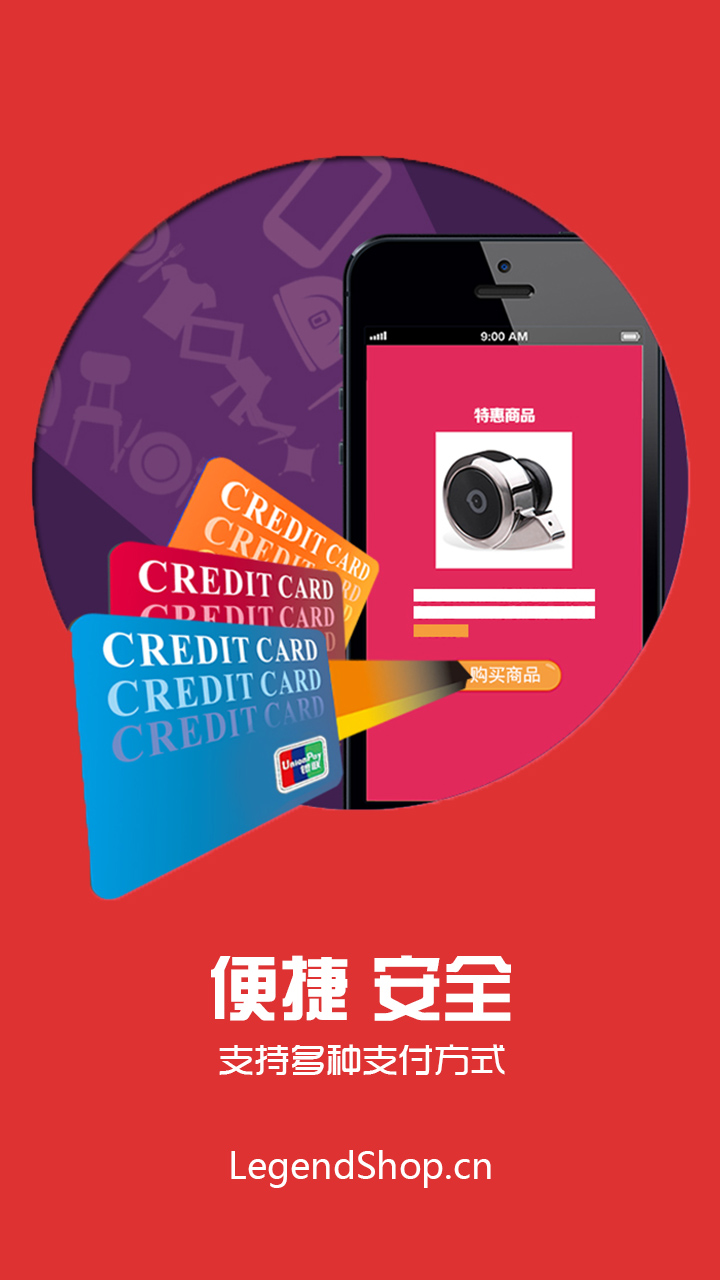 9:00 AM
特惠商品
CREDIT CARD
CREDIT CARD
CREDIT CARD
CREDIT CARD
CREDIT CARD
CREDIT CARD
CREDIT CARD
UnionPay
银联
购买商品
便捷 安全
支持多种支付方式
LegendShop.cn